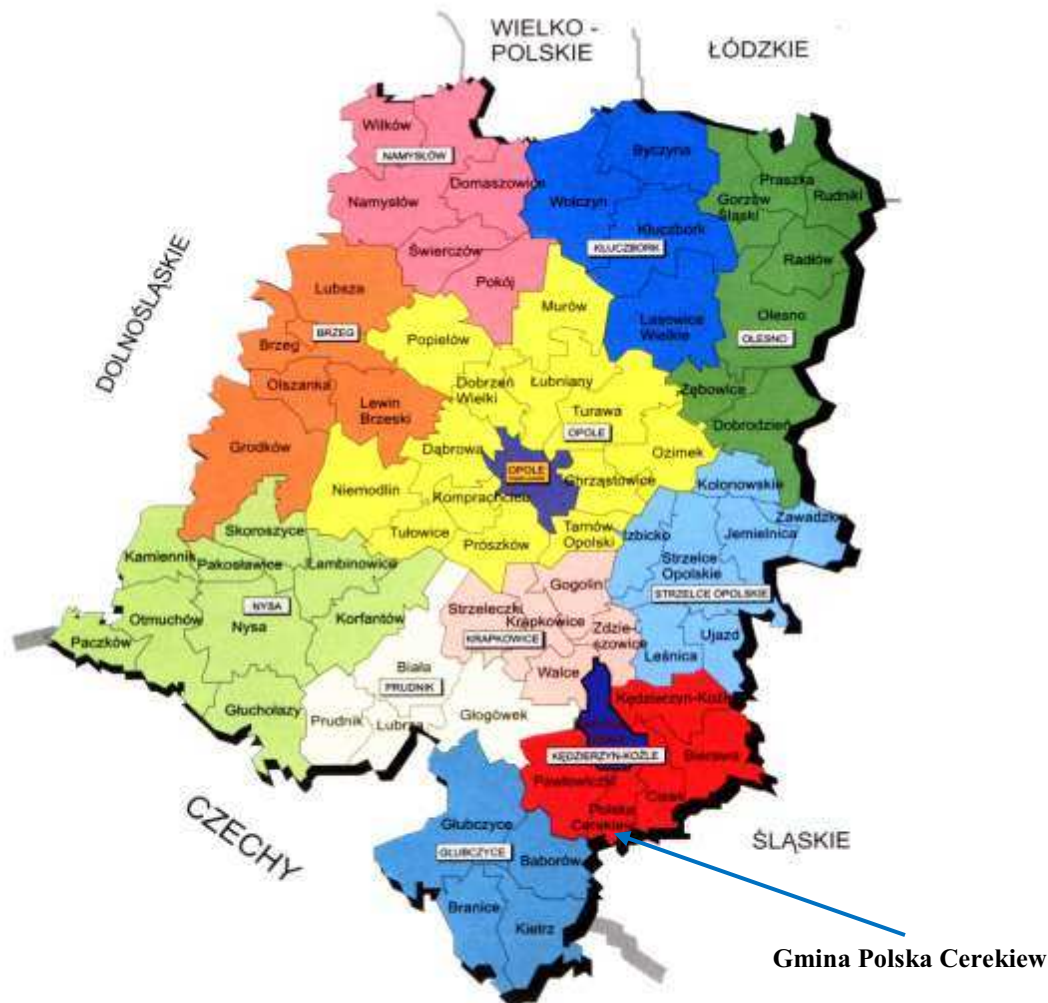 WIELKO -
POLSKIE
ŁÓDZKIE
DOLNOŚLĄSKIE
CZECHY
ŚLĄSKIE
Wilków
NAMYSŁÓW
Domaszowice
Namysłów
Świerczów
Pokój
Byczyna
Wołczyn
Kluczbork
KLUCZBORK
Lasowice
Wielkie
Praszka
Rudniki
Gorzów
Śląski
Radłów
Olesno
OLESNO
Zębowice
Dobrodzień
Lubsza
BRZEG
Brzeg
Olszanka
Lewin
Brzeski
Grodków
Murów
Popielów
Dobrzeń
Wielki
Łubniany
Turawa
OPOLE
Ozimek
Dąbrowa
OPOLE
Chrząstowice
Niemodlin
Komprachcice
Tułowice
Prószków
Tarnów
Opolski
Kolonowskie
Zawadzkie
Jemielnica
Izbicko
Strzelce
Opolskie
STRZELCE OPOLSKIE
Ujazd
Leśnica
Skoroszyce
Kamiennik
Pakosławice
Łambinowice
NYSA
Otmuchów
Nysa
Korfantów
Paczków
Głuchołazy
Gogolin
Strzeleczki
Krapkowice
KRAPKOWICE
Zdzie-
szowice
Walce
Biała
PRUDNIK
Prudnik
Lubrza
Głogówek
Kędzierzyn-Koźle
KĘDZIERZYN-KOŹLE
Bierawa
Pawłowiczki
Cisek
Polska
Cerekiew
Głubczyce
GŁUBCZYCE
Baborów
Branice
Kietrz
Gmina Polska Cerekiew